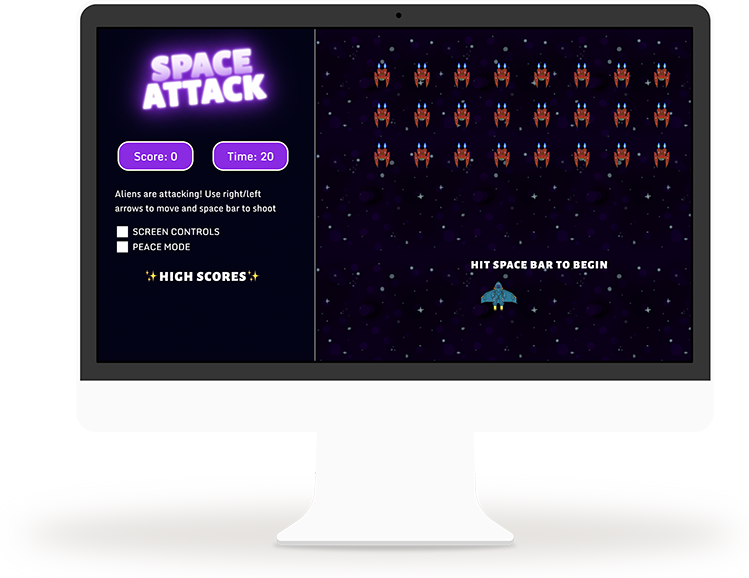 SPACE
ATTACK
Score: 0
Time: 20
Aliens are attacking! Use right/left
arrows to move and space bar to shoot
SCREEN CONTROLS
PEACE MODE
✨HIGH SCORES✨
HIT SPACE BAR TO BEGIN